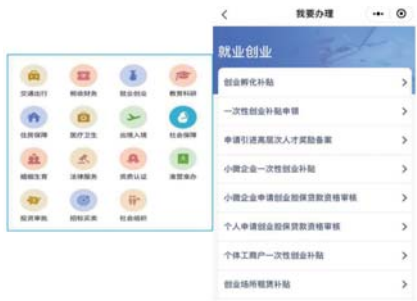 交通出行 税收财务 就业创业 教育科研
住房保障 医疗卫生 出境入境 社会保障
婚姻生育 法律服务 资质认证 准营准办
投资审批 招标采卖 社会组织
我要办理
就业创业
创业孵化补贴
一次性创业补贴申领
申请引进高层次人才奖励备案
小微企业一次性创业补贴
小微企业申请创业担保贷款资格审核
个人申请创业担保贷款资格审核
个体工商户一次性创业补贴
创业场所租赁补贴